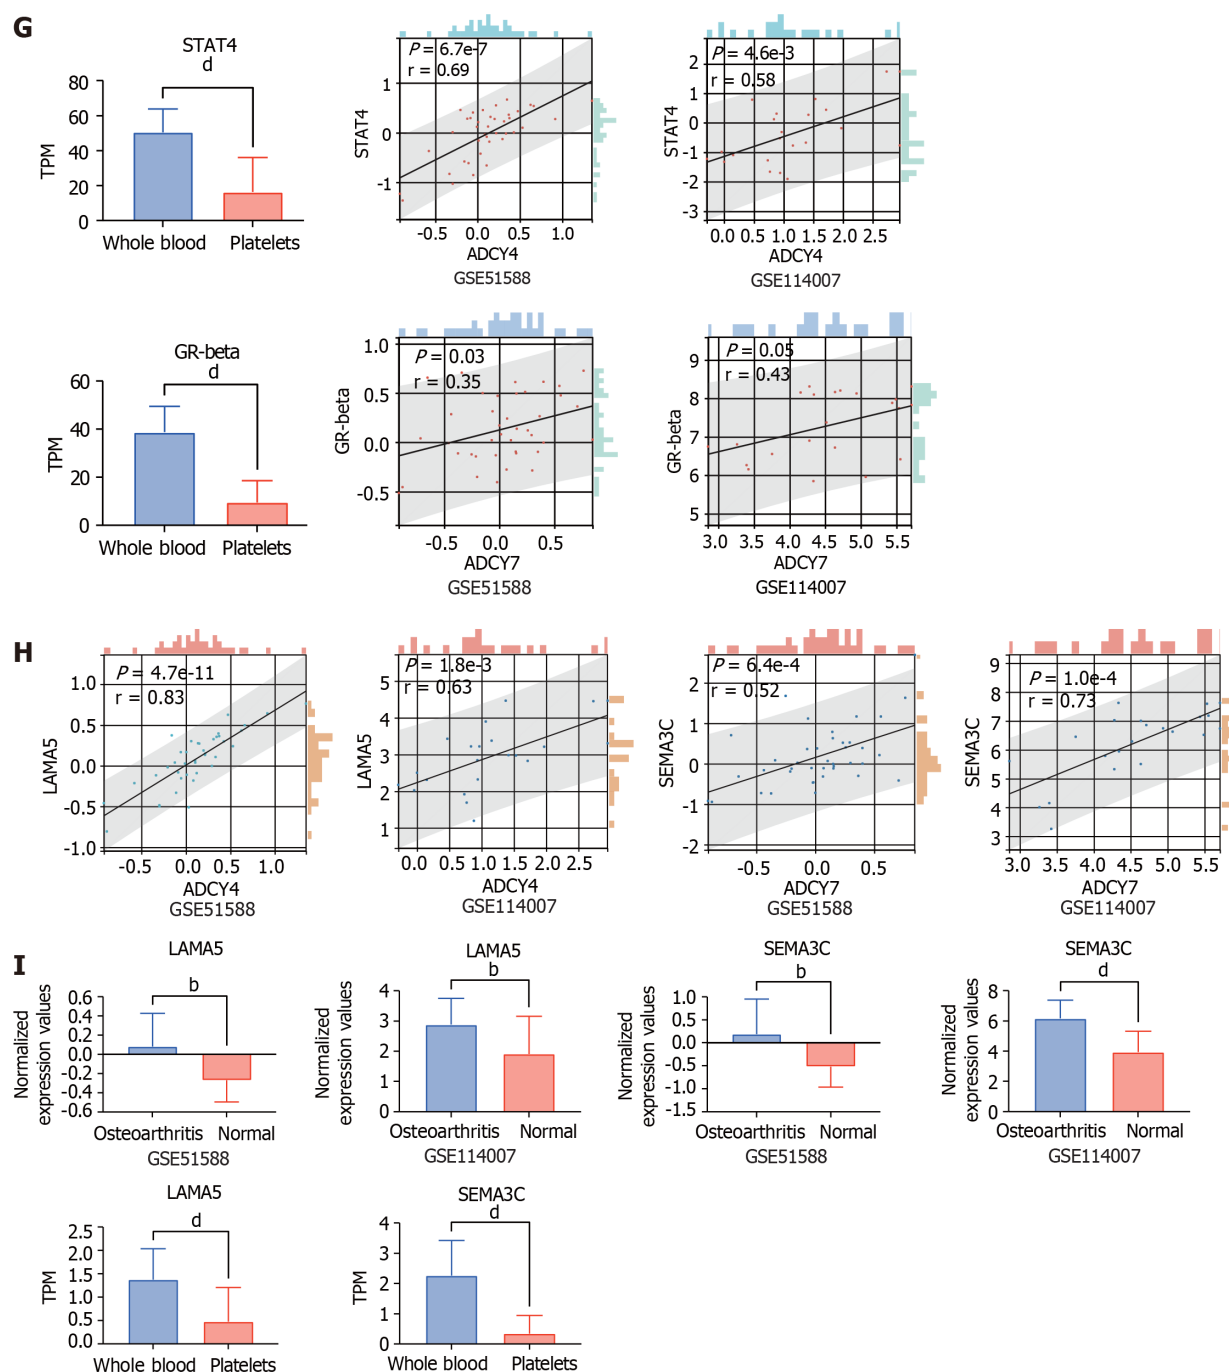 G
STAT4
d
80
60
40
20
0
TPM
Whole blood Platelets
P = 6.7e-7
r = 0.69
1
0
-1
STAT4
-0.5 0.0 0.5 1.0
ADCY4
GSE51588
P = 4.6e-3
r = 0.58
2
1
0
-1
-2
-3
STAT4
0.0 0.5 1.0 1.5 2.0 2.5
ADCY4
GSE114007
GR-beta
d
60
40
20
0
TPM
Whole blood Platelets
P = 0.03
r = 0.35
1.0
0.5
0.0
-0.5
GR-beta
-0.5 0.0 0.5
ADCY7
GSE51588
P = 0.05
r = 0.43
9
8
7
6
5
GR-beta
3.0 3.5 4.0 4.5 5.0 5.5
ADCY7
GSE114007
H
P = 4.7e-11
r = 0.83
1.0
0.5
0.0
-0.5
-1.0
LAMA5
-0.5 0.0 0.5 1.0
ADCY4
GSE51588
P = 1.8e-3
r = 0.63
5
4
3
2
1
LAMA5
0.0 0.5 1.0 1.5 2.0 2.5
ADCY4
GSE114007
P = 6.4e-4
r = 0.52
2
1
0
-1
-2
SEMA3C
-0.5 0.0 0.5
ADCY7
GSE51588
P = 1.0e-4
r = 0.73
9
8
7
6
5
4
3
SEMA3C
3.0 3.5 4.0 4.5 5.0 5.5
ADCY7
GSE114007
I
LAMA5
b
0.6
0.4
0.2
0.0
-0.2
-0.4
-0.6
Normalized
expression values
Osteoarthritis Normal
GSE51588
LAMA5
b
4
3
2
1
0
Normalized
expression values
Osteoarthritis Normal
GSE114007
SEMA3C
b
1.0
0.5
0.0
-0.5
-1.0
-1.5
Normalized
expression values
Osteoarthritis Normal
GSE51588
SEMA3C
d
8
6
4
2
0
Normalized
expression values
Osteoarthritis Normal
GSE114007
LAMA5
d
2.5
2.0
1.5
1.0
0.5
0.0
TPM
Whole blood Platelets
SEMA3C
d
4
3
2
1
0
TPM
Whole blood Platelets